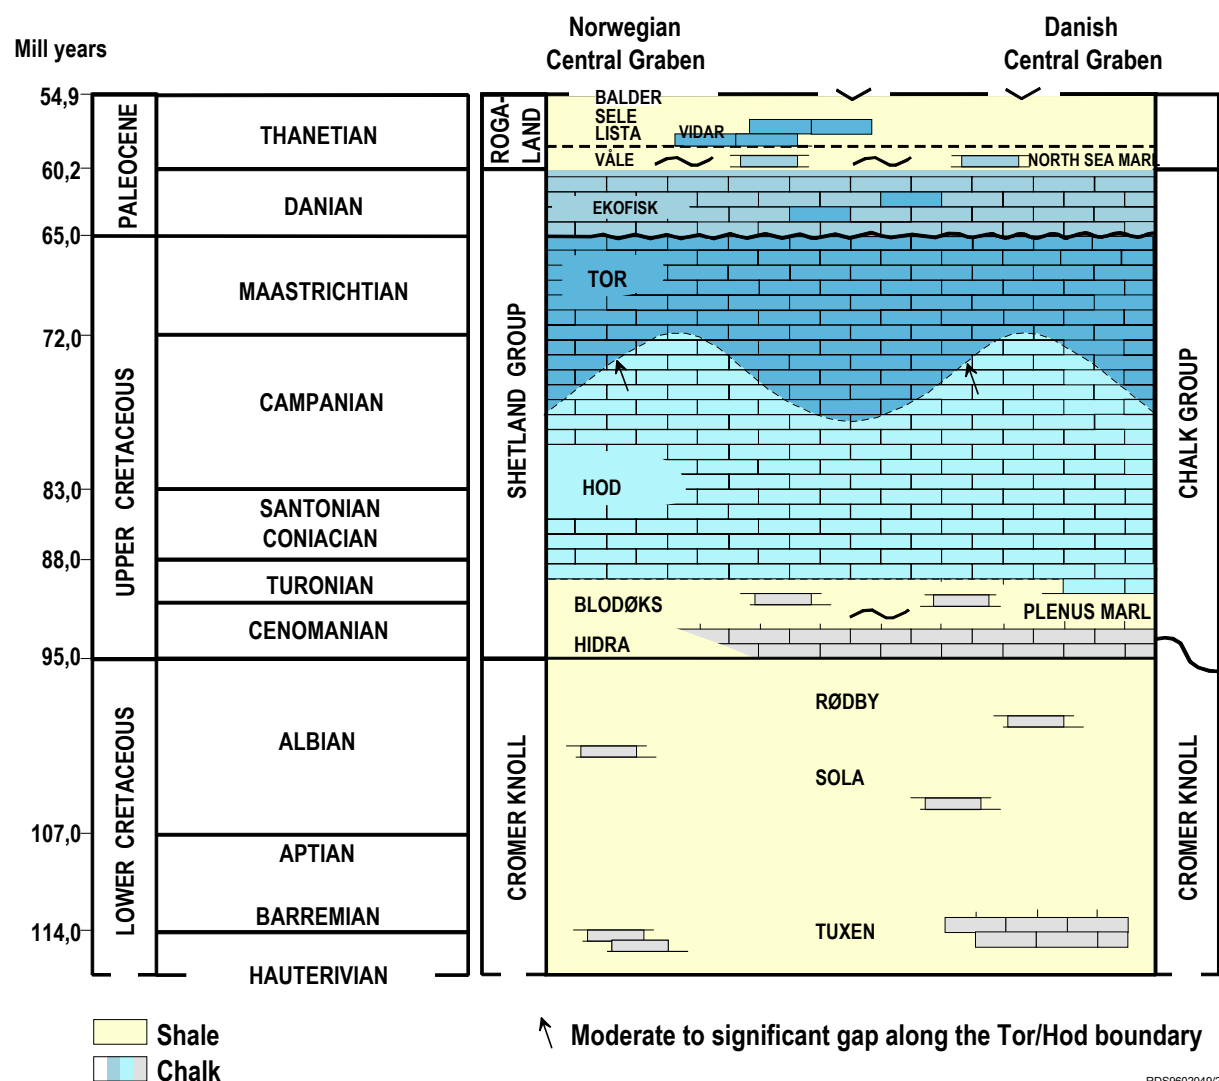 Norwegian
Central Graben
Danish
Central Graben
Mill years
54,9
60,2
65,0
72,0
83,0
88,0
95,0
107,0
114,0
PALEOCENE
UPPER CRETACEOUS
LOWER CRETACEOUS
THANETIAN
DANIAN
MAASTRICHTIAN
CAMPANIAN
SANTONIAN
CONIACIAN
TURONIAN
CENOMANIAN
ALBIAN
APTIAN
BARREMIAN
HAUTERIVIAN
ROGA-
LAND
SHETLAND GROUP
CROMER KNOLL
BALDER
SELE
LISTA
VIDAR
VÅLE
NORTH SEA MARL
EKOFISK
TOR
HOD
BLODØKS
PLENUS MARL
HIDRA
RØDBY
SOLA
TUXEN
CHALK GROUP
CROMER KNOLL
Shale
Chalk
Moderate to significant gap along the Tor/Hod boundary